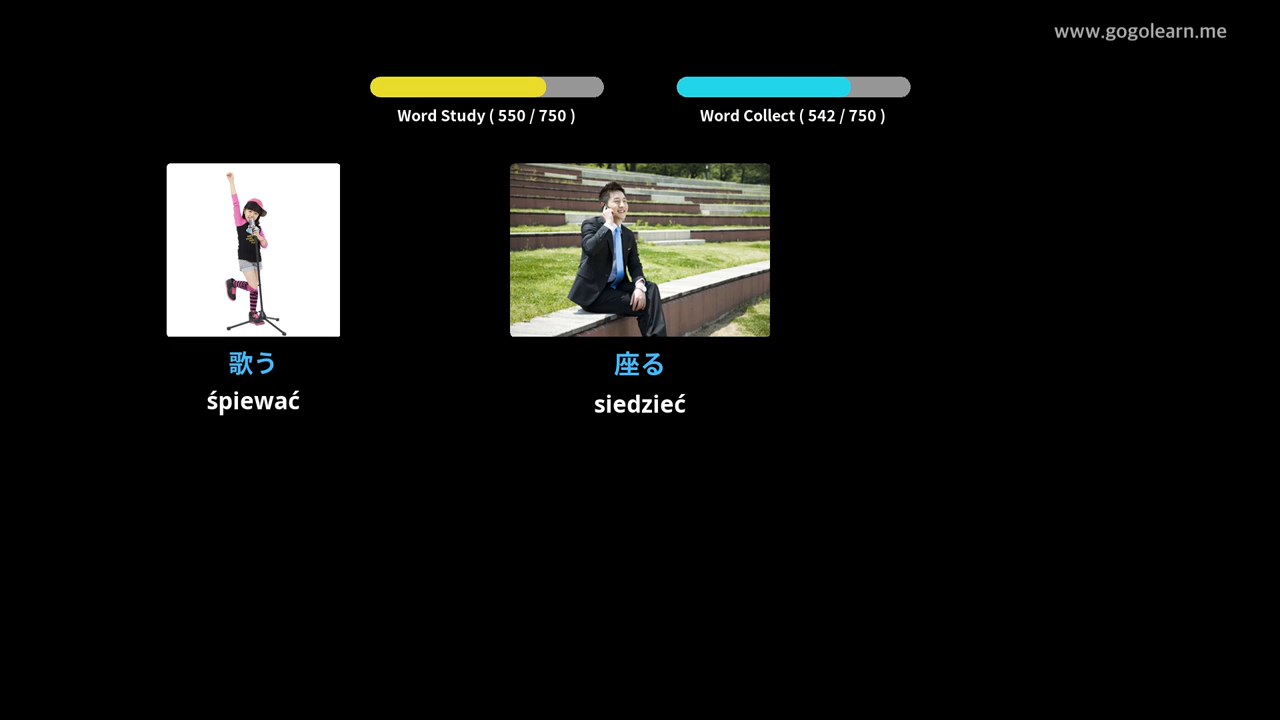 www.gogolearn.me
Word Study ( 550 / 750 )
Word Collect ( 542 / 750 )
歌う
śpiewać
座る
siedzieć